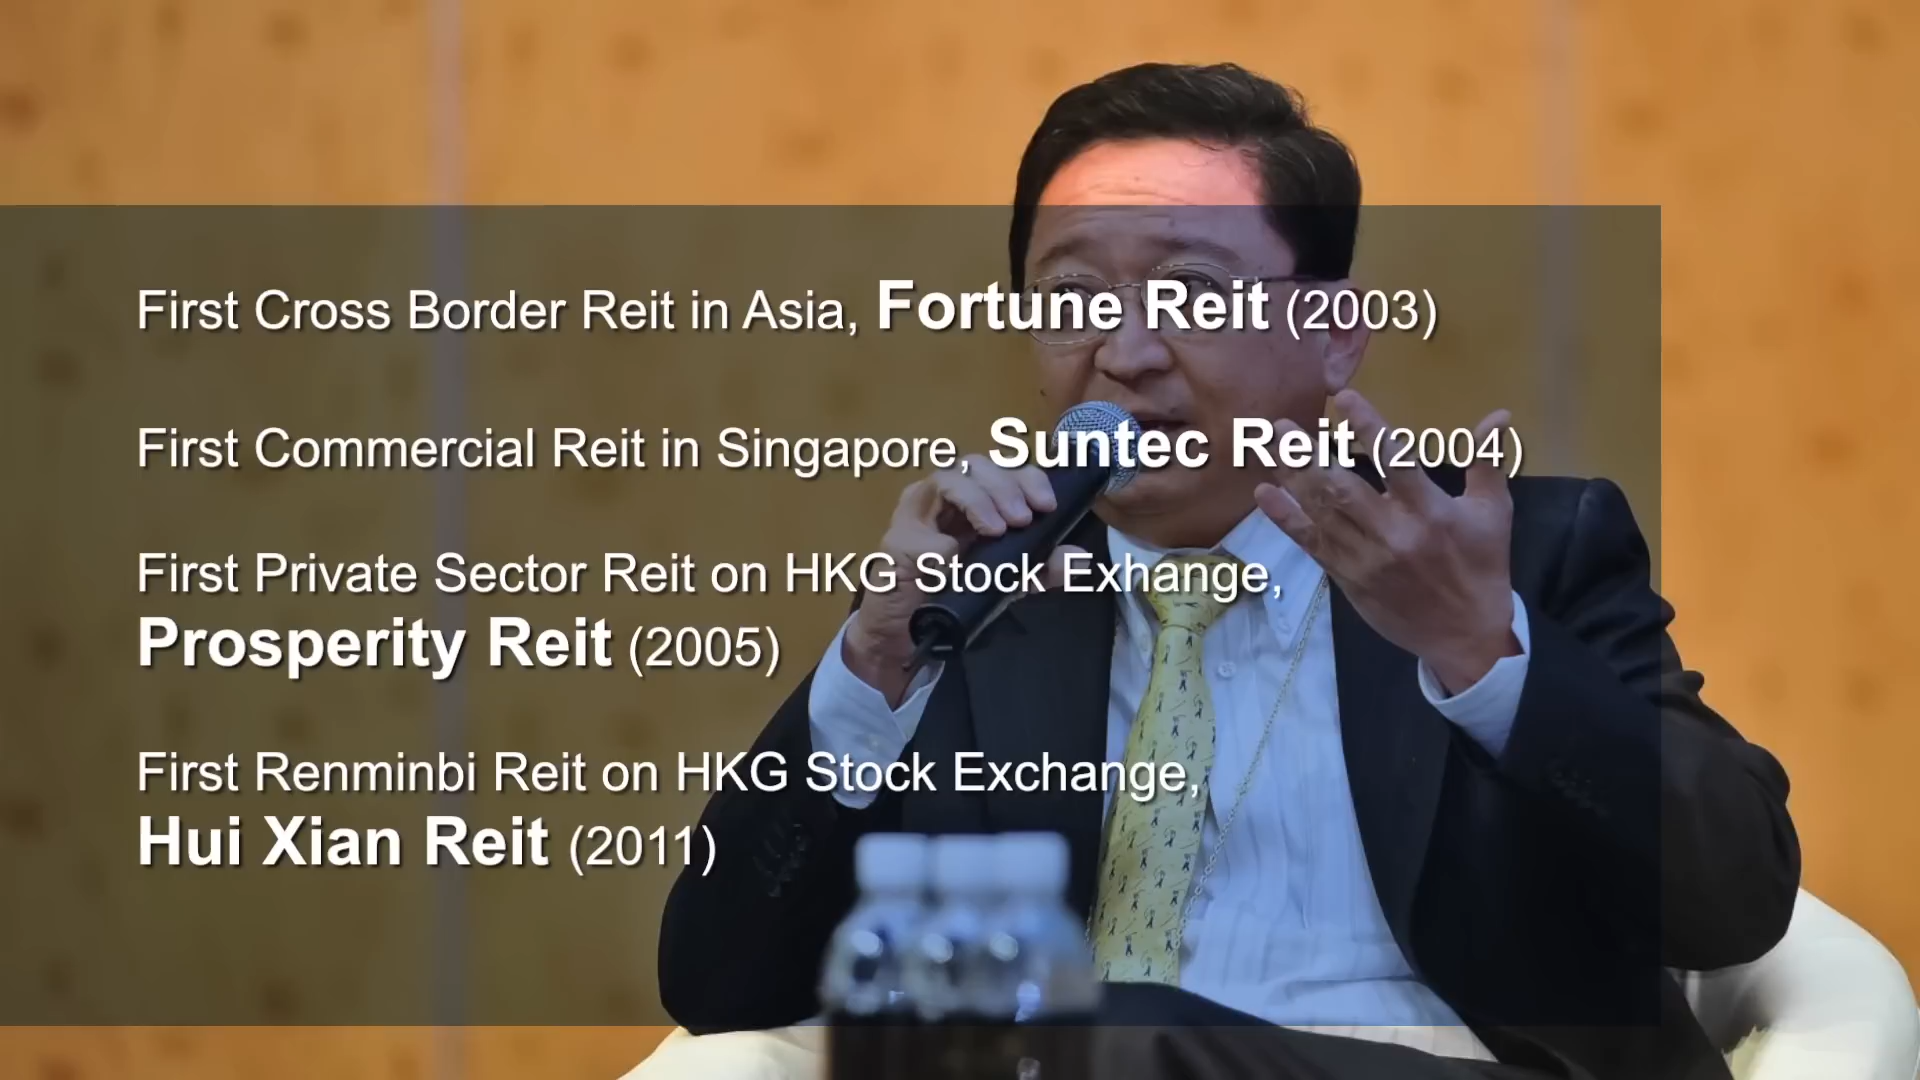 First Cross Border Reit in Asia, Fortune Reit (2003)
First Commercial Reit in Singapore, Suntec Reit (2004)
First Private Sector Reit on HKG Stock Exhange,
Prosperity Reit (2005)
First Renminbi Reit on HKG Stock Exchange,
Hui Xian Reit (2011)